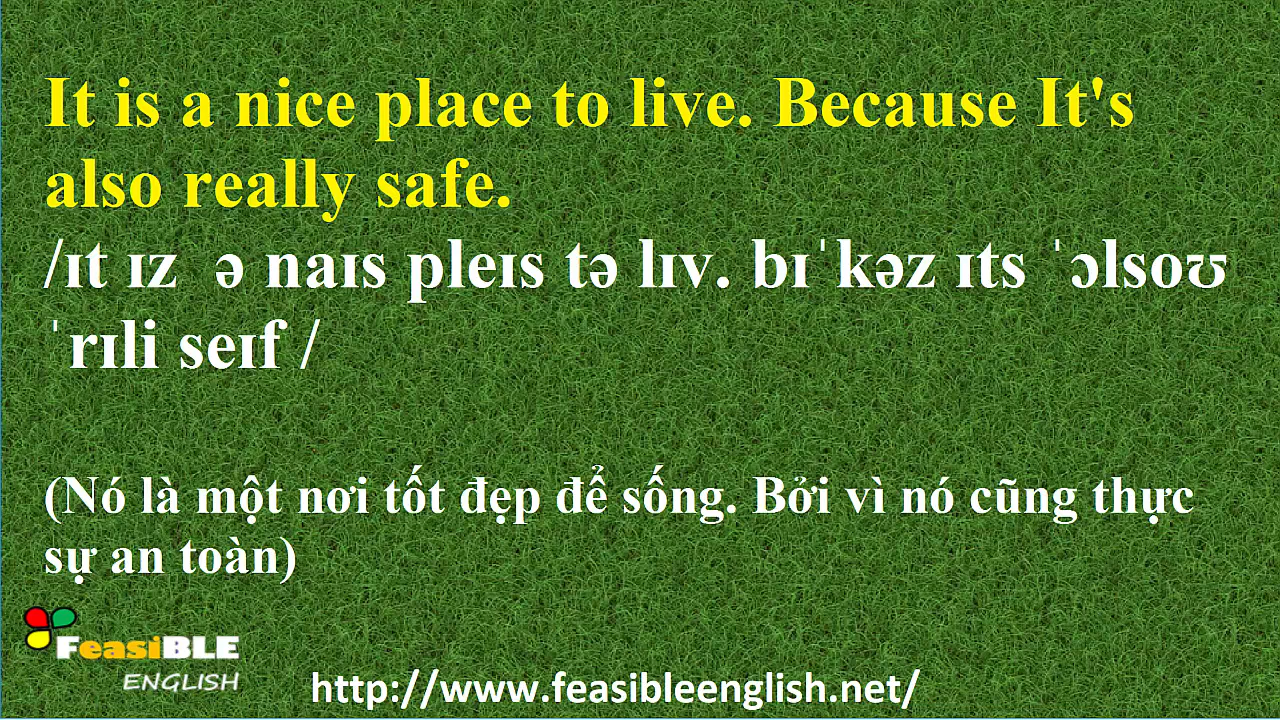 It is a nice place to live. Because It's
also really safe.
/ɪt ɪz  ə naɪs pleɪs tə lɪv. bɪˈkəz ɪts ˈɔlsoʊ
ˈrɪli seɪf /
(Nó là một nơi tốt đẹp để sống. Bởi vì nó cũng thực
sự an toàn)
FeasiBLE
ENGLISH
http://www.feasibleenglish.net/